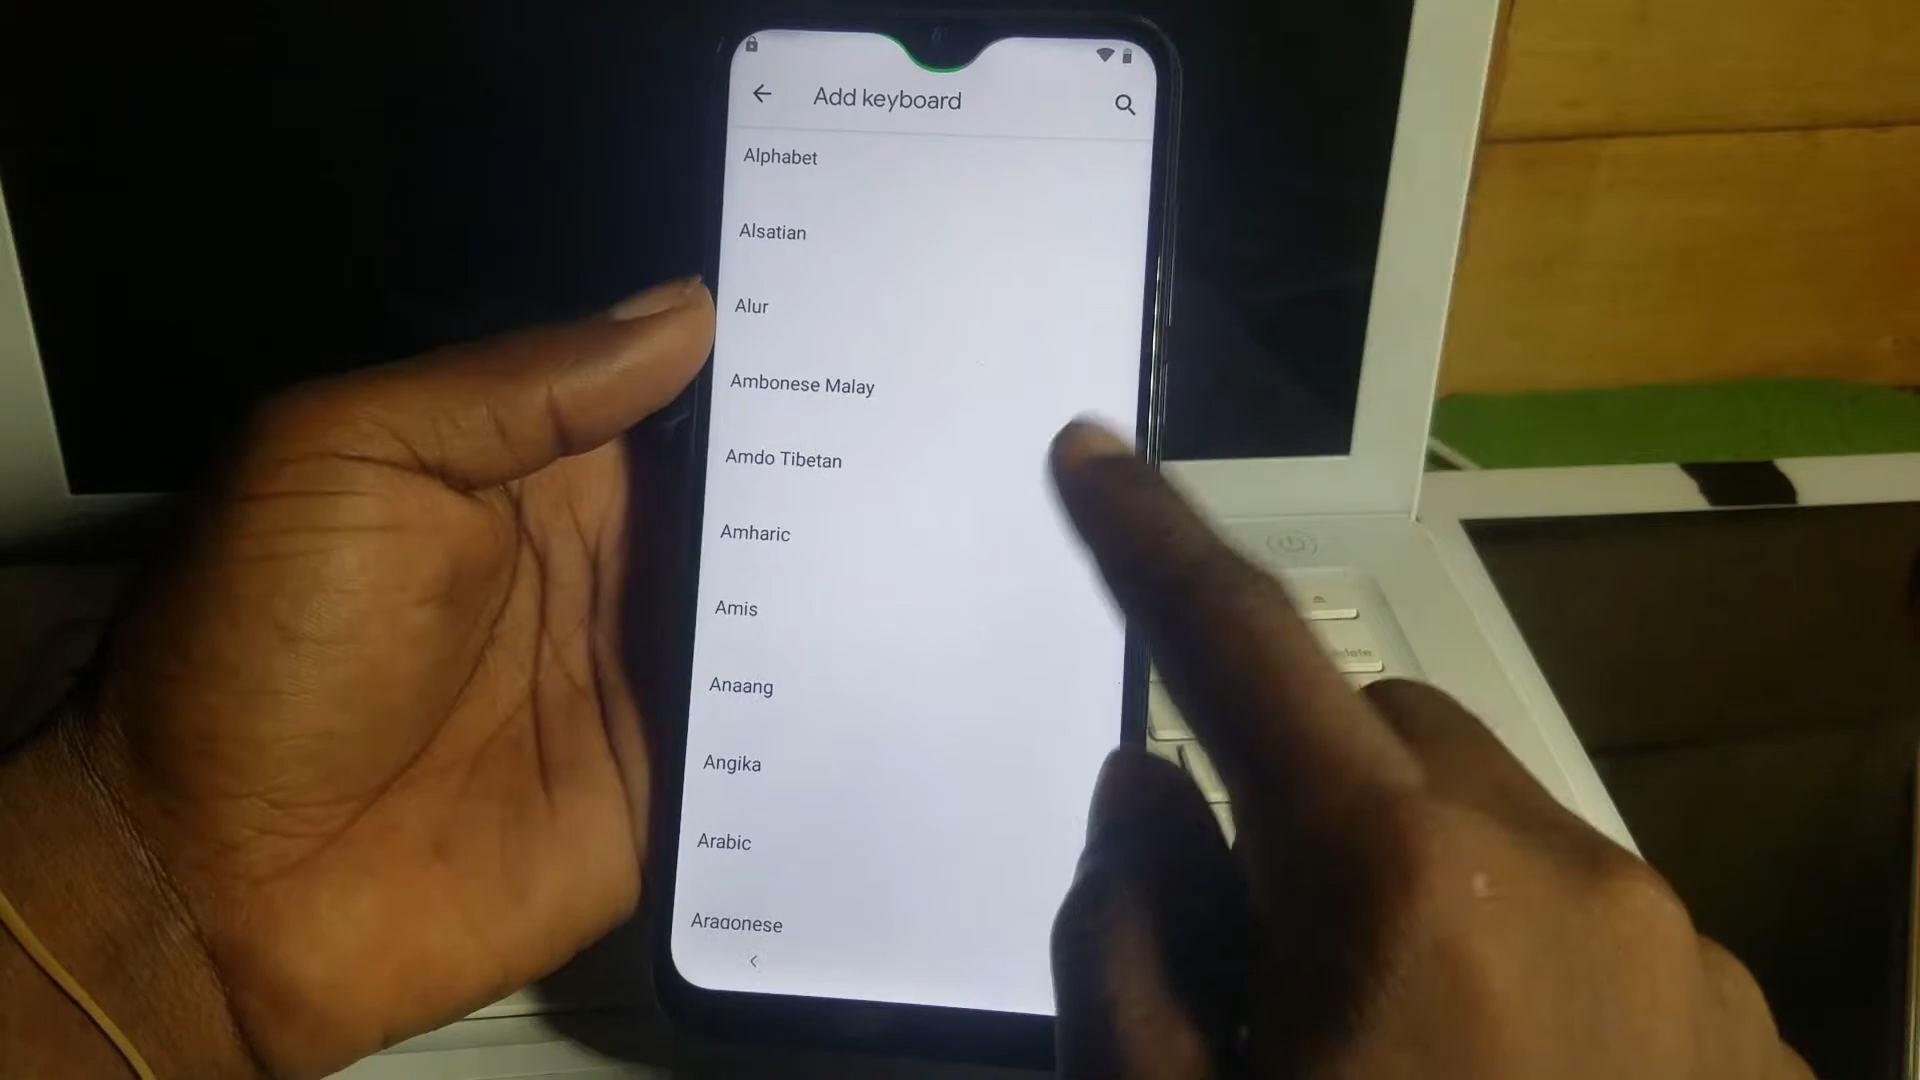 Add keyboard
Alphabet
Alsatian
Alur
Ambonese Malay
Amdo Tibetan
Amharic
Amis
Anaang
Angika
Arabic
Aragonese